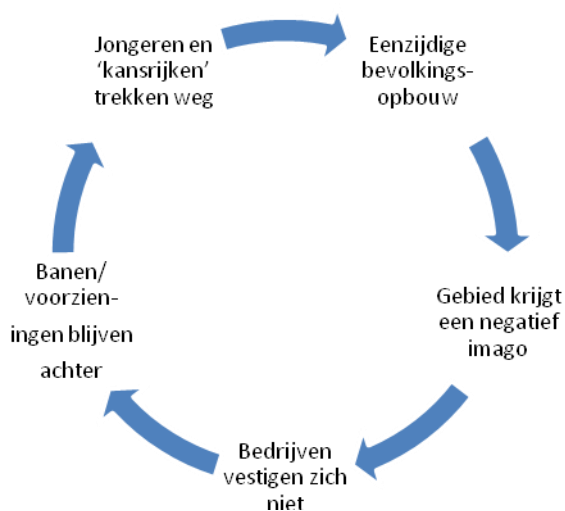 Jongeren en
‘kansrijken’
trekken weg
Eenzijdige
bevolkings-
opbouw
Gebied krijgt
een negatief
imago
Bedrijven
vestigen zich
niet
Banen/
voorzien-
ingen blijven
achter